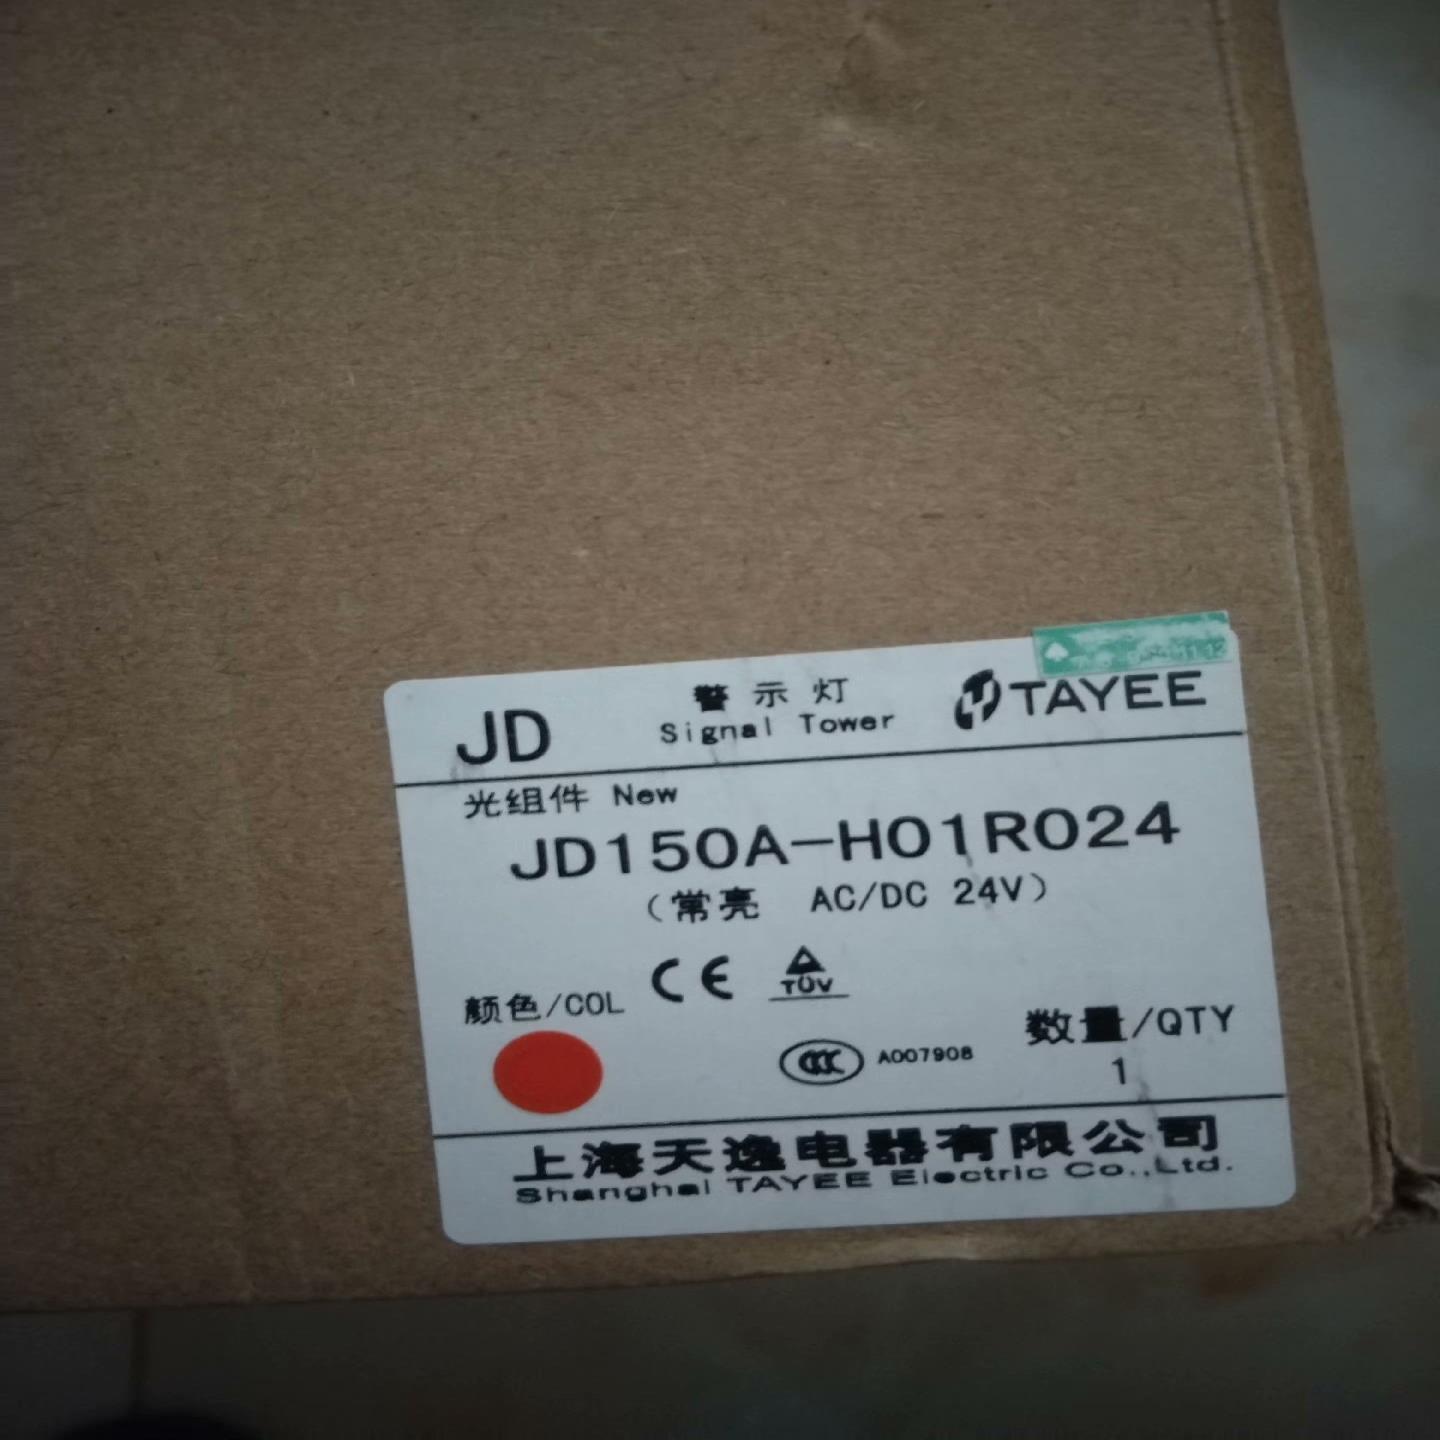 JD
警示灯
Signal Tower
TAYEE
光组件 New
JD150A-H01R024
(常亮 AC/DC 24V)
CE
TÜV
颜色/COL
CCC A007908
数量/QTY
1
上海天逸电器有限公司
Shanghai TAYEE Electric Co.,Ltd.